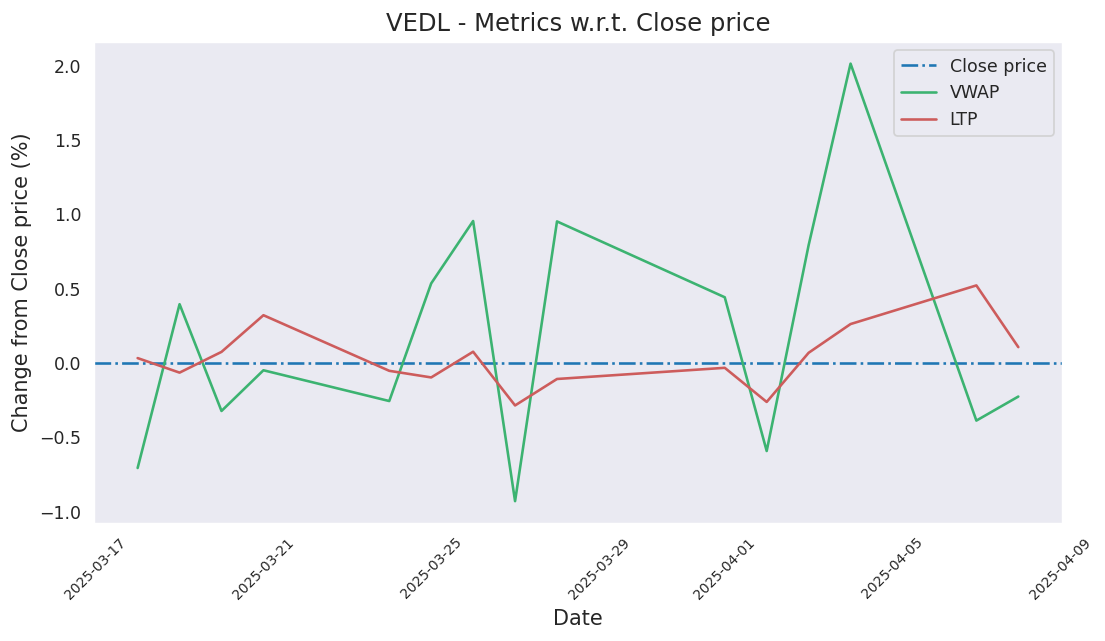 VEDL - Metrics w.r.t. Close price
Close price
VWAP
LTP
Change from Close price (%)
2.0
1.5
1.0
0.5
0.0
−0.5
−1.0
2025-03-17
2025-03-21
2025-03-25
2025-03-29
2025-04-01
2025-04-05
2025-04-09
Date